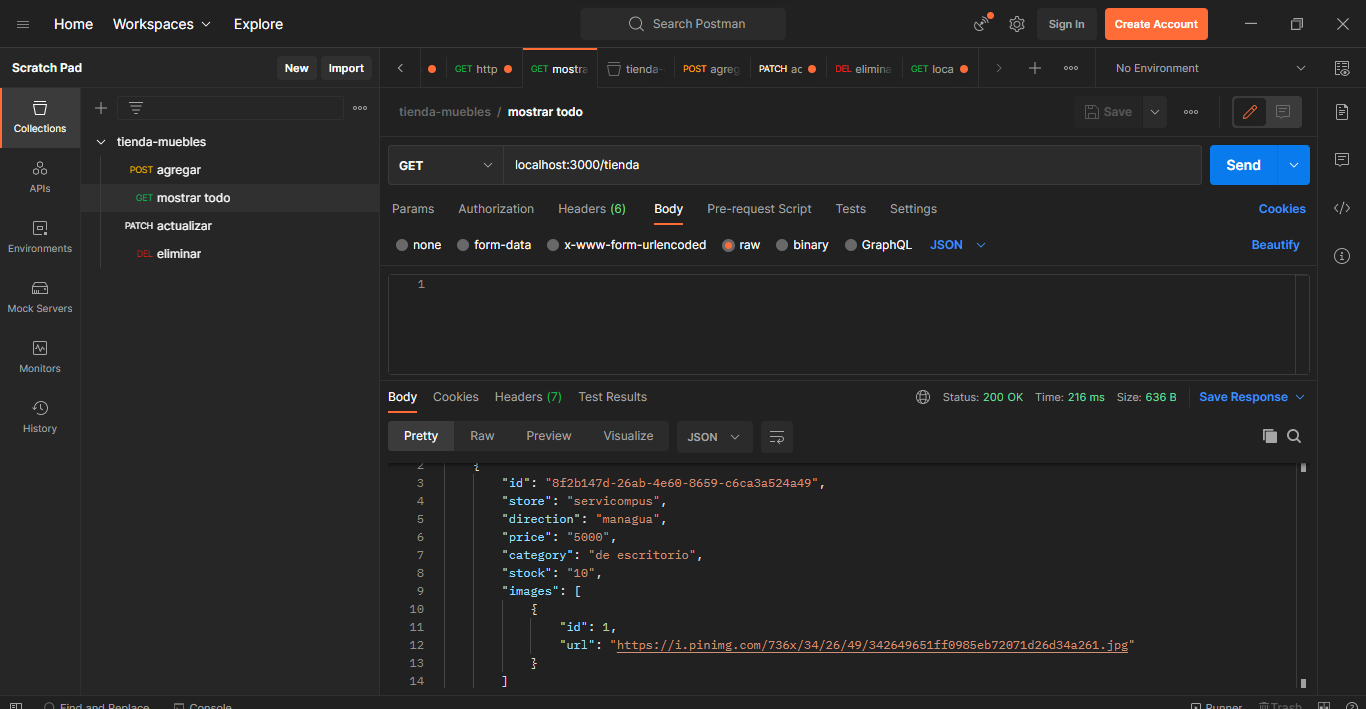 Home Workspaces Explore Search Postman Sign In Create Account
Scratch Pad New Import GET http GET mostra tienda- POST agreg PATCH ac DEL elimina GET loca No Environment
Collections
APIs
Environments
Mock Servers
Monitors
History
tienda-muebles
POST agregar
GET mostrar todo
PATCH actualizar
DEL eliminar
tienda-muebles / mostrar todo Save
GET localhost:3000/tienda Send
Params Authorization Headers (6) Body Pre-request Script Tests Settings Cookies
none form-data x-www-form-urlencoded raw binary GraphQL JSON Beautify
1
Body Cookies Headers (7) Test Results Status: 200 OK Time: 216 ms Size: 636 B Save Response
Pretty Raw Preview Visualize JSON
2 {
3 "id": "8f2b147d-26ab-4e60-8659-c6ca3a524a49",
4 "store": "servicompus",
5 "direction": "managua",
6 "price": "5000",
7 "category": "de escritorio",
8 "stock": "10",
9 "images": [
10 {
11 "id": 1,
12 "url": "https://i.pinimg.com/736x/34/26/49/342649651ff0985eb72071d26d34a261.jpg"
13 }
14 ]
Find and Replace Console Runner Trash